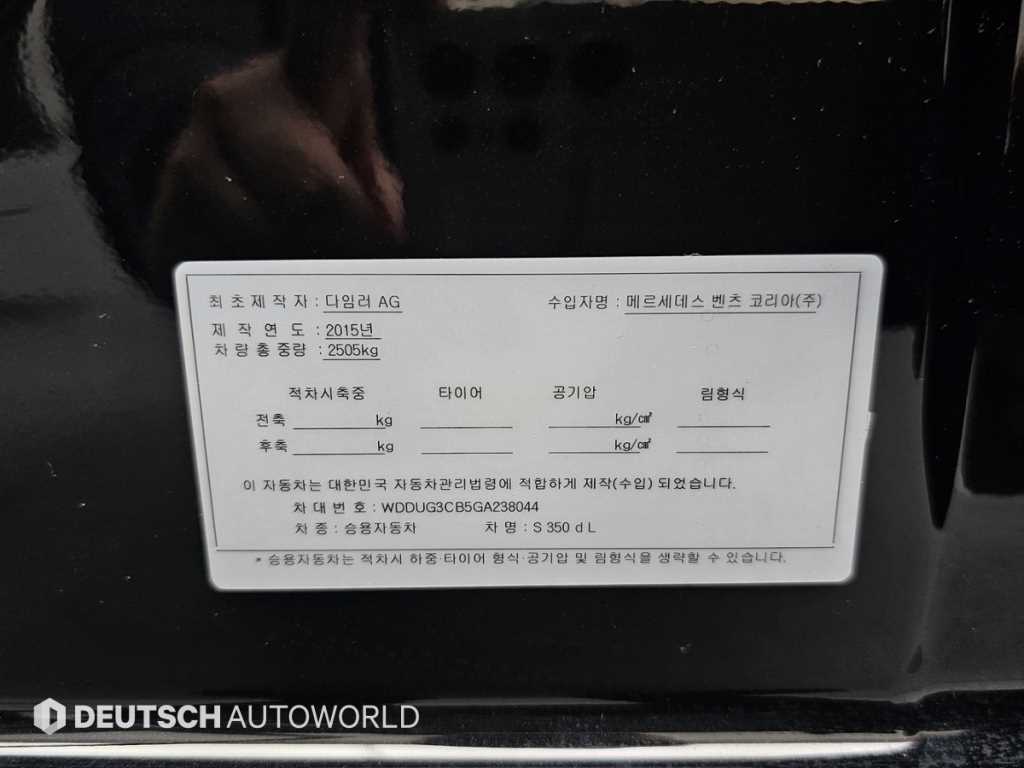 최초제작자 : 다임러 AG 수입자명 : 메르세데스 벤츠 코리아(주)
제 작 연 도 : 2015년
차 량 총 중 량 : 2505kg
적차시축중 타이어 공기압 림형식
전축 kg kg/㎠
후축 kg kg/㎠
이 자동차는 대한민국 자동차관리법령에 적합하게 제작(수입) 되었습니다.
차 대 번 호 : WDDUG3CB5GA238044
차 종 : 승용자동차 차 명 : S 350 d L
* 승용자동차는 적차시 하중·타이어 형식·공기압 및 림형식을 생략할 수 있습니다.
DEUTSCH AUTOWORLD